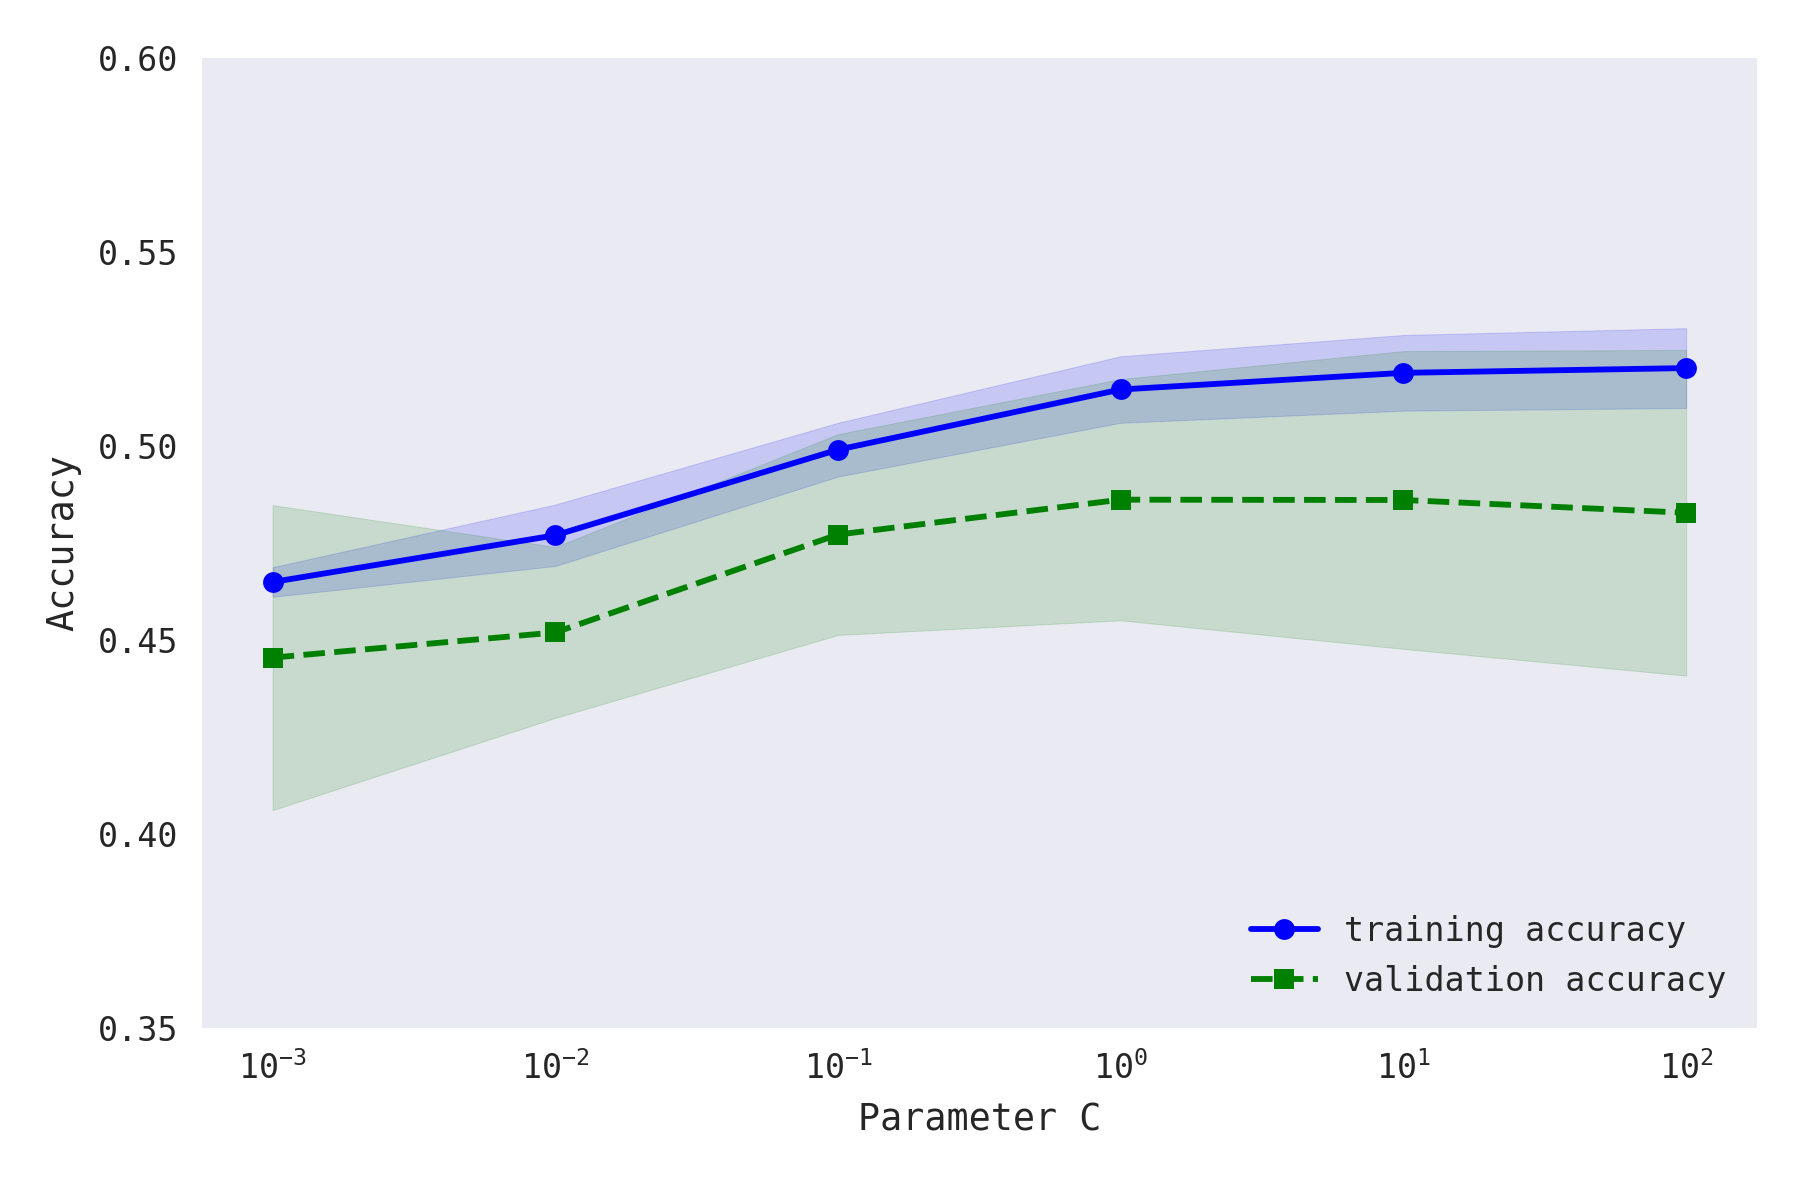 0.60
0.55
0.50
0.45
0.40
0.35
Accuracy
training accuracy
validation accuracy
10⁻³ 10⁻² 10⁻¹ 10⁰ 10¹ 10²
Parameter C